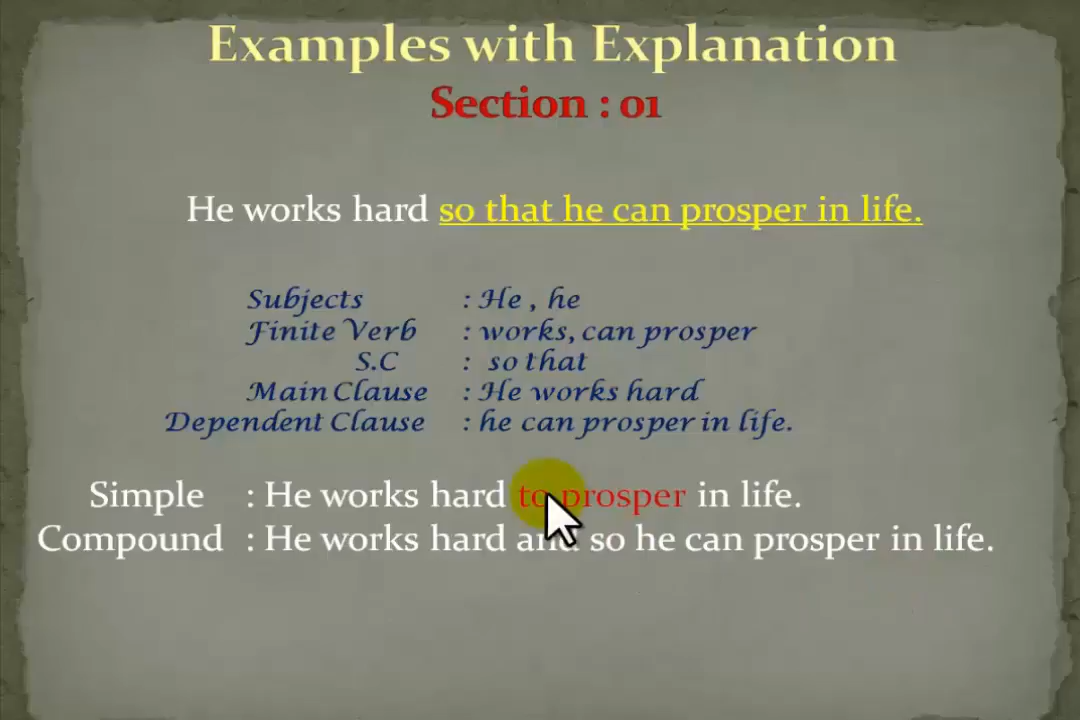 Examples with Explanation
Section : 01
He works hard so that he can prosper in life.
Subjects : He , he
Finite Verb : works, can prosper
S.C : so that
Main Clause : He works hard
Dependent Clause : he can prosper in life.
Simple : He works hard to prosper in life.
Compound : He works hard and so he can prosper in life.